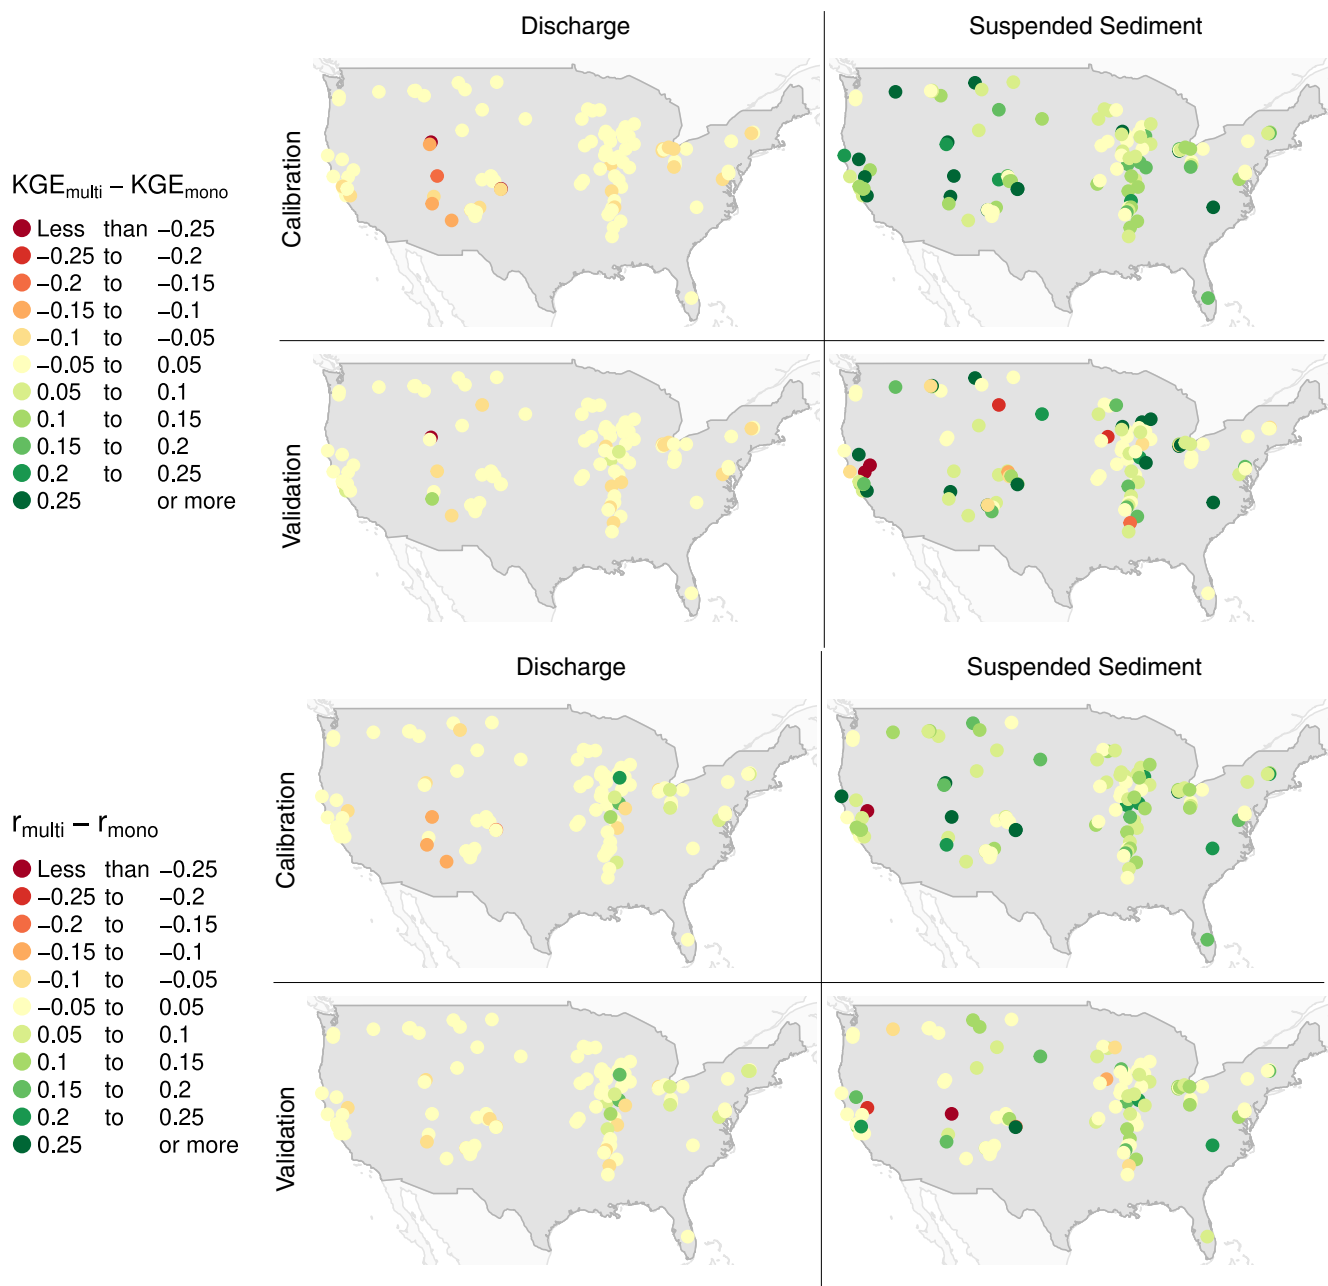 Discharge
Suspended Sediment
Calibration
Validation
KGEmulti − KGEmono
Less than −0.25
−0.25 to −0.2
−0.2 to −0.15
−0.15 to −0.1
−0.1 to −0.05
−0.05 to 0.05
0.05 to 0.1
0.1 to 0.15
0.15 to 0.2
0.2 to 0.25
0.25 or more
Discharge
Suspended Sediment
Calibration
Validation
rmulti − rmono
Less than −0.25
−0.25 to −0.2
−0.2 to −0.15
−0.15 to −0.1
−0.1 to −0.05
−0.05 to 0.05
0.05 to 0.1
0.1 to 0.15
0.15 to 0.2
0.2 to 0.25
0.25 or more